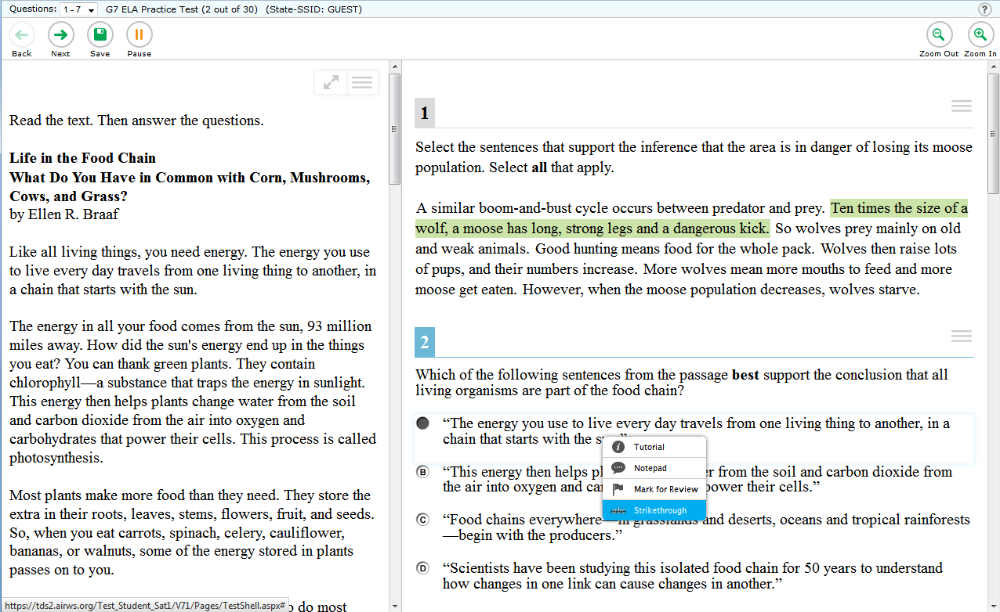 Questions: 1 - 7 G7 ELA Practice Test (2 out of 30) (State-SSID: GUEST)
Back Next Save Pause Zoom Out Zoom In
Read the text. Then answer the questions.
Life in the Food Chain
What Do You Have in Common with Corn, Mushrooms,
Cows, and Grass?
by Ellen R. Braaf
Like all living things, you need energy. The energy you use
to live every day travels from one living thing to another, in
a chain that starts with the sun.
The energy in all your food comes from the sun, 93 million
miles away. How did the sun's energy end up in the things
you eat? You can thank green plants. They contain
chlorophyll—a substance that traps the energy in sunlight.
This energy then helps plants change water from the soil
and carbon dioxide from the air into oxygen and
carbohydrates that power their cells. This process is called
photosynthesis.
Most plants make more food than they need. They store the
extra in their roots, leaves, stems, flowers, fruit, and seeds.
So, when you eat carrots, spinach, celery, cauliflower,
bananas, or walnuts, some of the energy stored in plants
passes on to you.
do most
https://tds2.airws.org/Test_Student_Sat1/V71/Pages/TestShell.aspx#
1
Select the sentences that support the inference that the area is in danger of losing its moose
population. Select all that apply.
A similar boom-and-bust cycle occurs between predator and prey. Ten times the size of a
wolf, a moose has long, strong legs and a dangerous kick. So wolves prey mainly on old
and weak animals. Good hunting means food for the whole pack. Wolves then raise lots
of pups, and their numbers increase. More wolves mean more mouths to feed and more
moose get eaten. However, when the moose population decreases, wolves starve.
2
Which of the following sentences from the passage best support the conclusion that all
living organisms are part of the food chain?
“The energy you use to live every day travels from one living thing to another, in a
chain that starts with the
B “This energy then helps from the soil and carbon dioxide from
the air into oxygen and power their cells.”
C “Food chains everywhere—in grasslands and deserts, oceans and tropical rainforests
—begin with the producers.”
D “Scientists have been studying this isolated food chain for 50 years to understand
how changes in one link can cause changes in another.”
Tutorial
Notepad
Mark for Review
abc Strikethrough